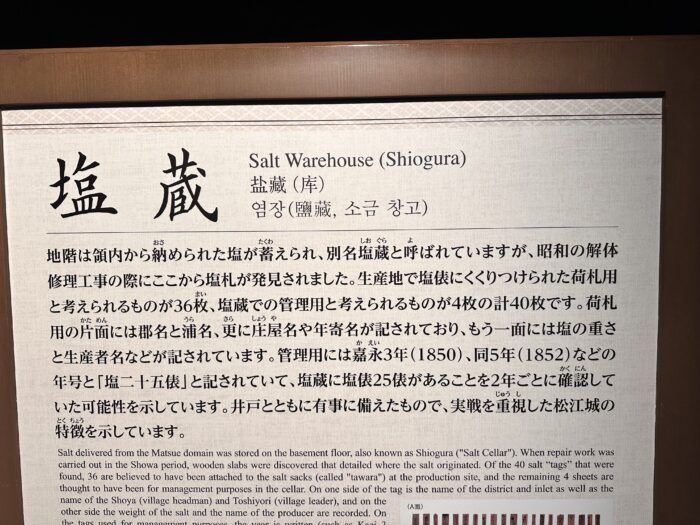 塩 蔵
Salt Warehouse (Shiogura)
盐藏（库）
염장(鹽藏, 소금 창고)
地階は領内から納められた塩が蓄えられ、別名塩蔵と呼ばれていますが、昭和の解体
修理工事の際にここから塩札が発見されました。生産地で塩俵にくくりつけられた荷札用
と考えられるものが36枚、塩蔵での管理用と考えられるものが4枚の計40枚です。荷札
用の片面には郡名と浦名、更に庄屋名や年寄名が記されており、もう一面には塩の重さ
と生産者名などが記されています。管理用には嘉永3年（1850）、同5年（1852）などの
年号と「塩二十五俵」と記されていて、塩蔵に塩俵25俵があることを2年ごとに確認して
いた可能性を示しています。井戸とともに有事に備えたもので、実戦を重視した松江城の
特徴を示しています。
Salt delivered from the Matsue domain was stored on the basement floor, also known as Shiogura ("Salt Cellar"). When repair work was
carried out in the Showa period, wooden slabs were discovered that detailed where the salt originated. Of the 40 salt "tags" that were
found, 36 are believed to have been attached to the salt sacks (called "tawara") at the production site, and the remaining 4 sheets are
thought to have been for management purposes in the cellar. On one side of the tag is the name of the district and inlet as well as the
name of the Shoya (village headman) and Toshiyori (village leader), and on the
other side the weight of the salt and the name of the producer are recorded. On
the tags used for management purposes, the year is written (such as Kaei 3
(A面)